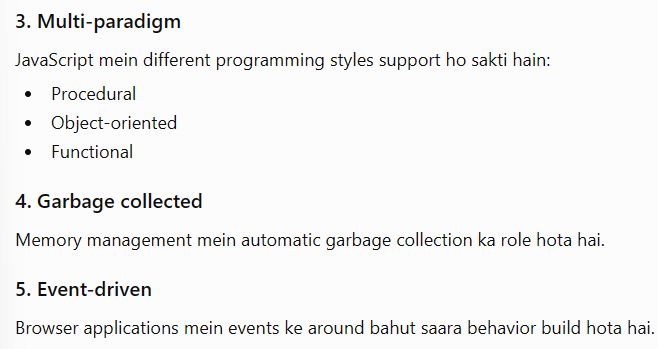 3. Multi-paradigm
JavaScript mein different programming styles support ho sakti hain:
• Procedural
• Object-oriented
• Functional
4. Garbage collected
Memory management mein automatic garbage collection ka role hota hai.
5. Event-driven
Browser applications mein events ke around bahut saara behavior build hota hai.